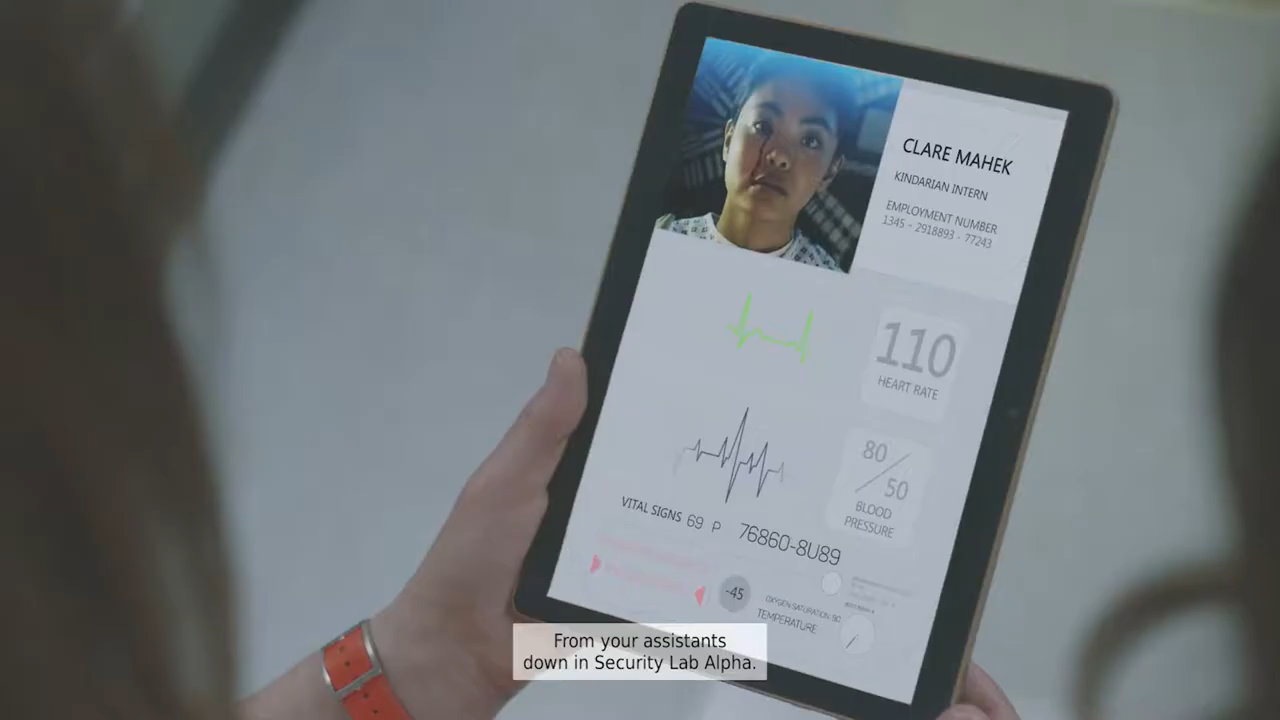 CLARE MAHEK
KINDARIAN INTERN
EMPLOYMENT NUMBER
1345 - 2918893 - 77243
110
HEART RATE
80
50
BLOOD
PRESSURE
VITAL SIGNS 69 P 76860-8U89
-45
OXYGEN SATURATION
TEMPERATURE
From your assistants
down in Security Lab Alpha.